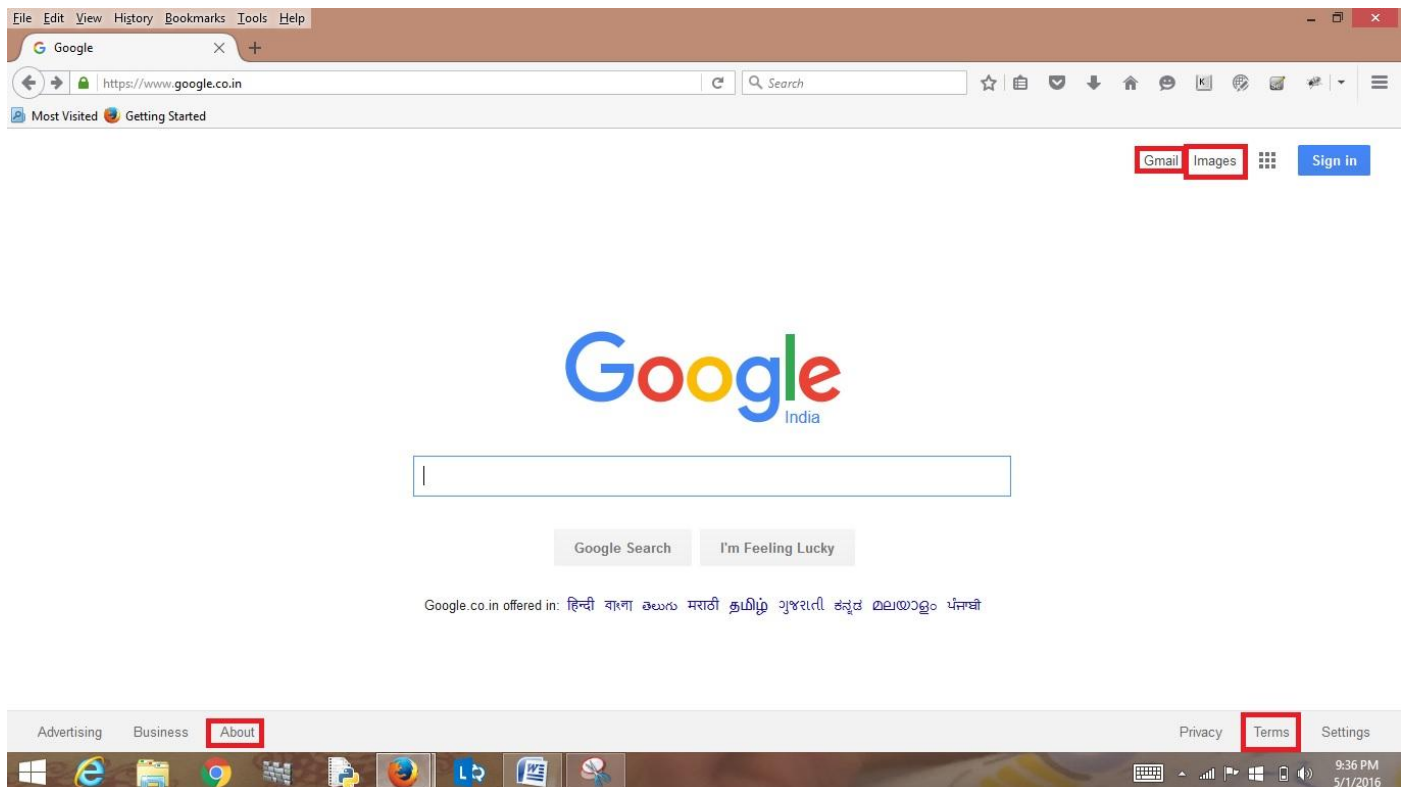 File Edit View History Bookmarks Tools Help
Google
https://www.google.co.in
Search
Most Visited Getting Started
Gmail Images Sign in
Google
India
Google Search I'm Feeling Lucky
Google.co.in offered in: हिन्दी বাংলা తెలుగు मराठी தமிழ் ગુજરાતી ಕನ್ನಡ മലയാളം ਪੰਜਾਬੀ
Advertising Business About Privacy Terms Settings
9:36 PM
5/1/2016